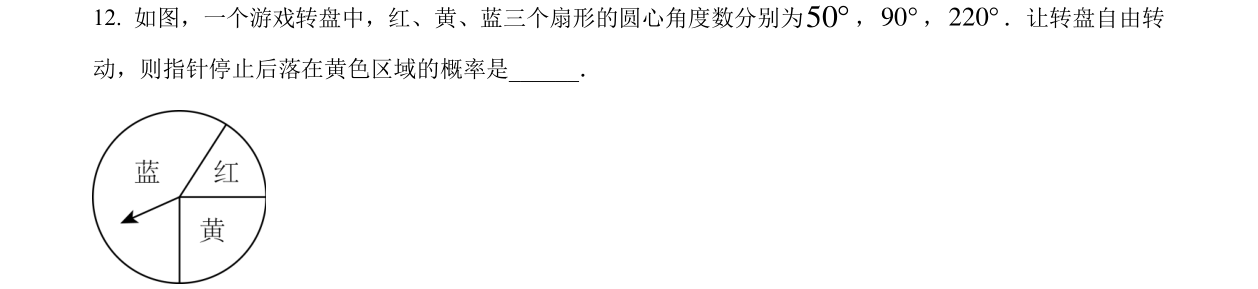 12. 如图，一个游戏转盘中，红、黄、蓝三个扇形的圆心角度数分别为50°，90°，220°．让转盘自由转
动，则指针停止后落在黄色区域的概率是______．
蓝 红
黄